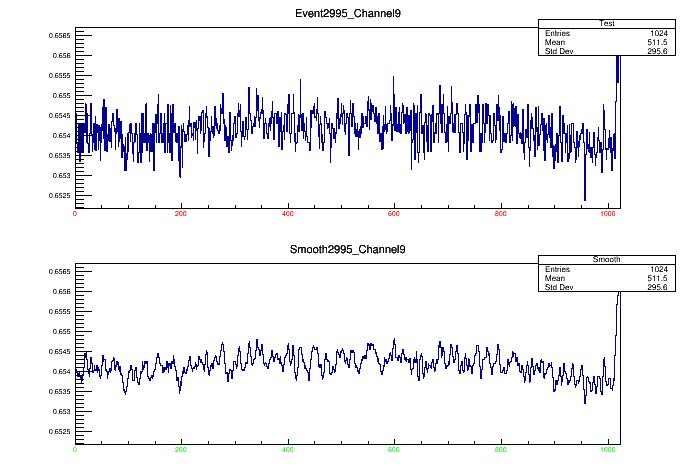 Event2995_Channel9
Test
Entries 1024
Mean 511.5
Std Dev 295.6
0.6565
0.656
0.6555
0.655
0.6545
0.654
0.6535
0.653
0.6525
0 200 400 600 800 1000
Smooth2995_Channel9
Smooth
Entries 1024
Mean 511.5
Std Dev 295.6
0.6565
0.656
0.6555
0.655
0.6545
0.654
0.6535
0.653
0.6525
0 200 400 600 800 1000